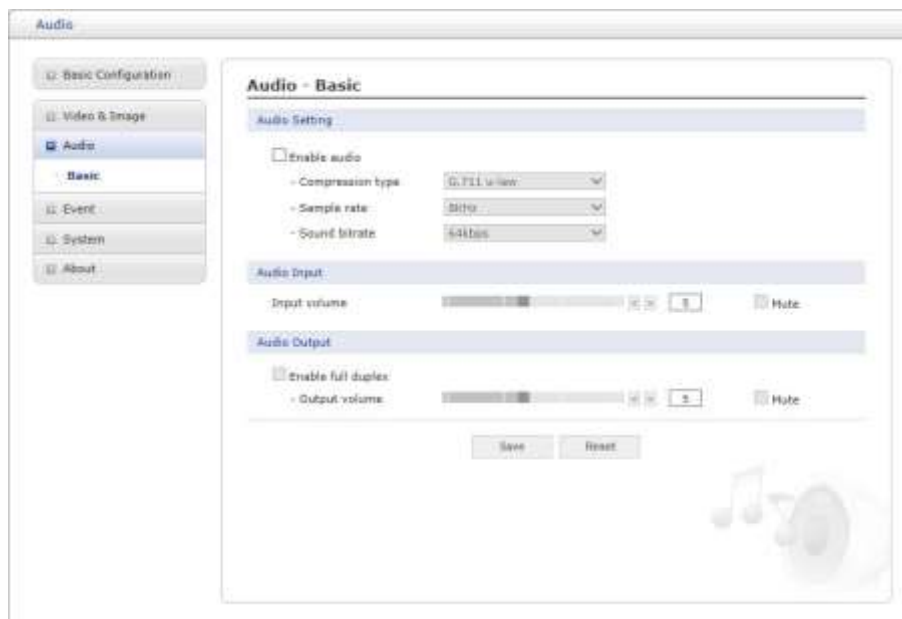 Audio
Basic Configuration
Video & Image
Audio
Basic
Event
System
About
Audio - Basic
Audio Setting
Enable audio
- Compression type G.711 u-law
- Sample rate 8kHz
- Sound bitrate 64kbps
Audio Input
Input volume 5 Mute
Audio Output
Enable full duplex
- Output volume 5 Mute
Save Reset